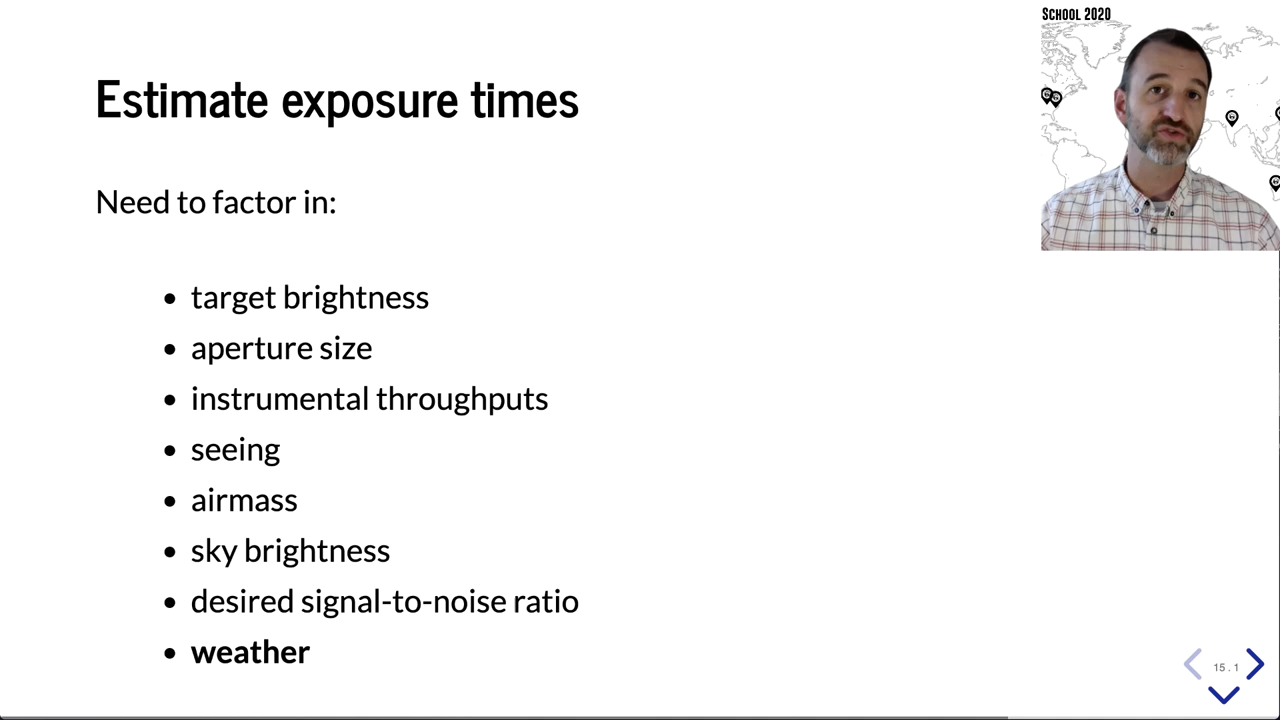 School 2020
Estimate exposure times
Need to factor in:
• target brightness
• aperture size
• instrumental throughputs
• seeing
• airmass
• sky brightness
• desired signal-to-noise ratio
• weather
15.1